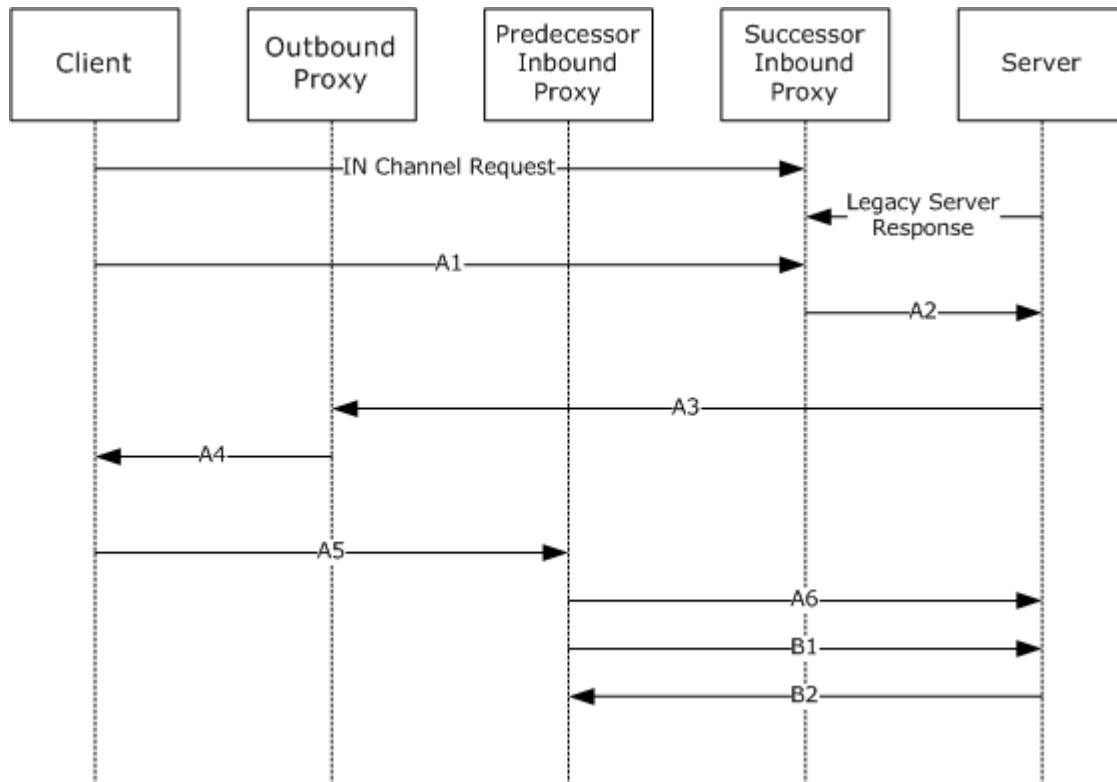 Client
Outbound
Proxy
Predecessor
Inbound
Proxy
Successor
Inbound
Proxy
Server
IN Channel Request
Legacy Server
Response
A1
A2
A3
A4
A5
A6
B1
B2